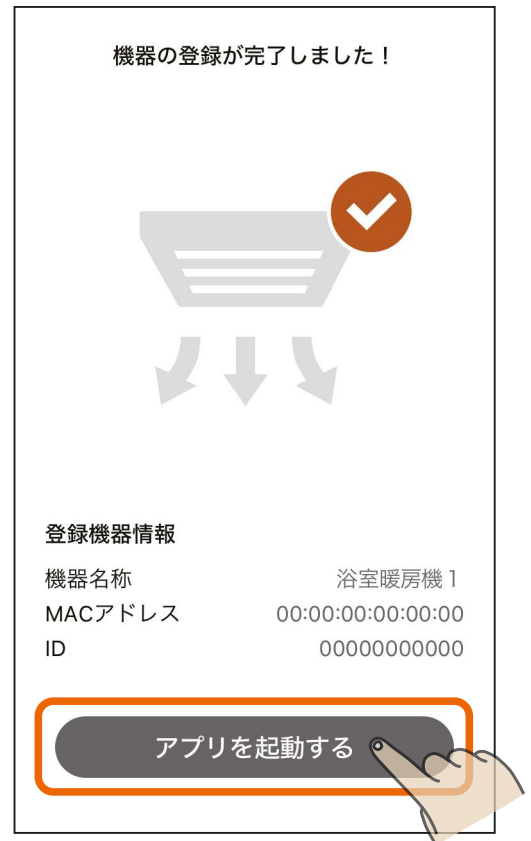 機器の登録が完了しました！
登録機器情報
機器名称 浴室暖房機1
MACアドレス 00:00:00:00:00:00
ID 00000000000
アプリを起動する